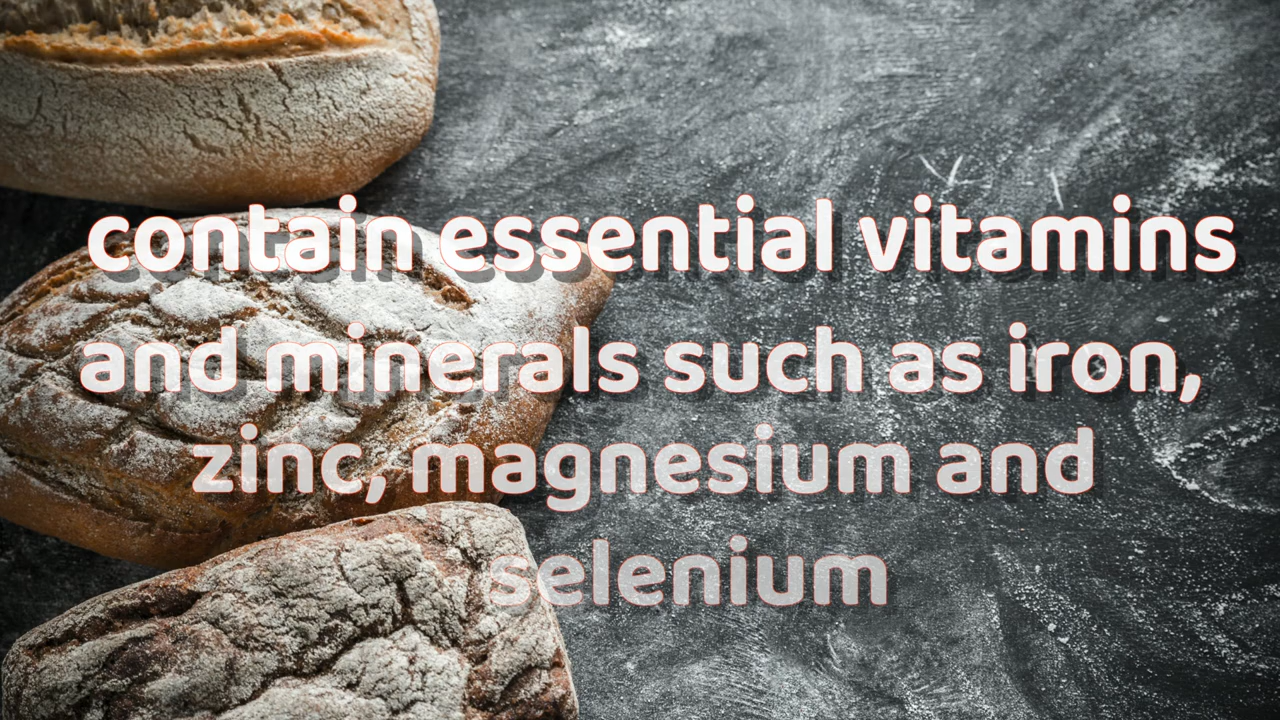 contain essential vitamins
and minerals such as iron,
zinc, magnesium and
selenium